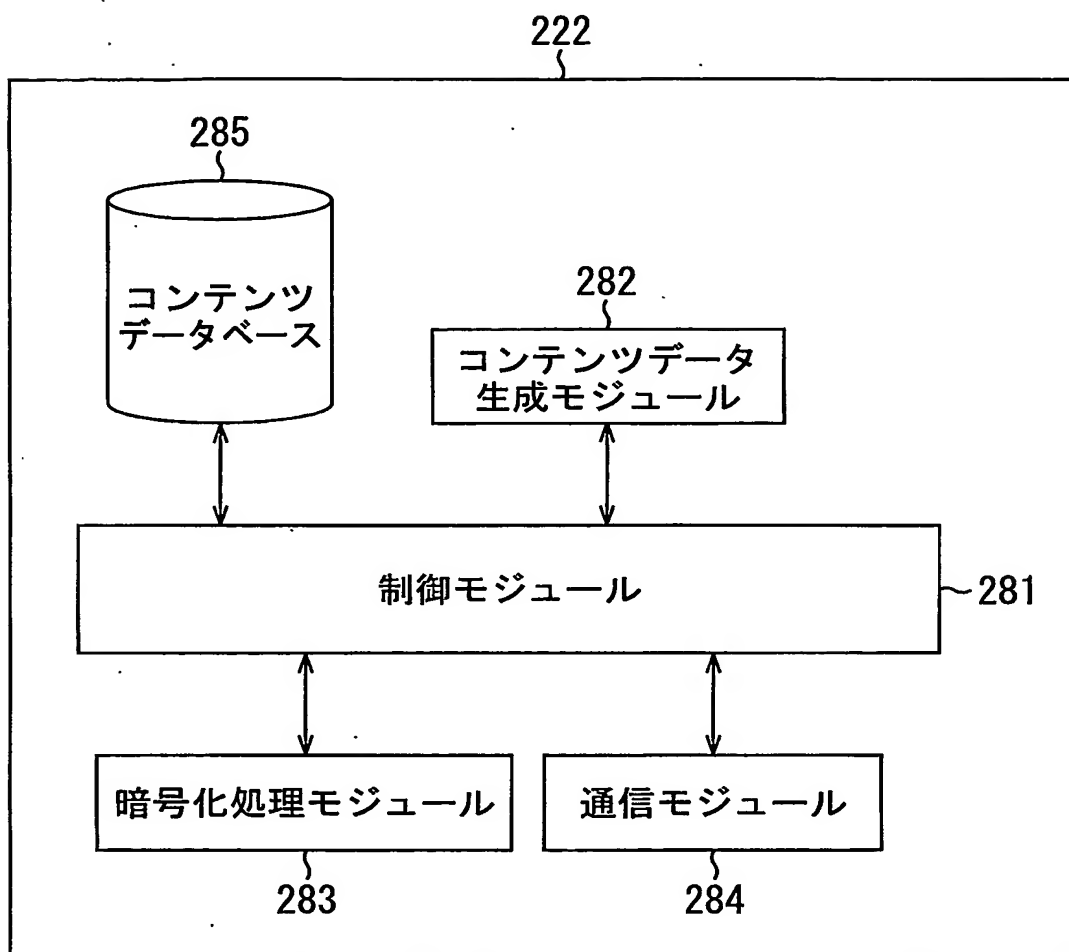 222
285
コンテンツ
データベース
282
コンテンツデータ
生成モジュール
制御モジュール
281
暗号化処理モジュール
通信モジュール
283
284